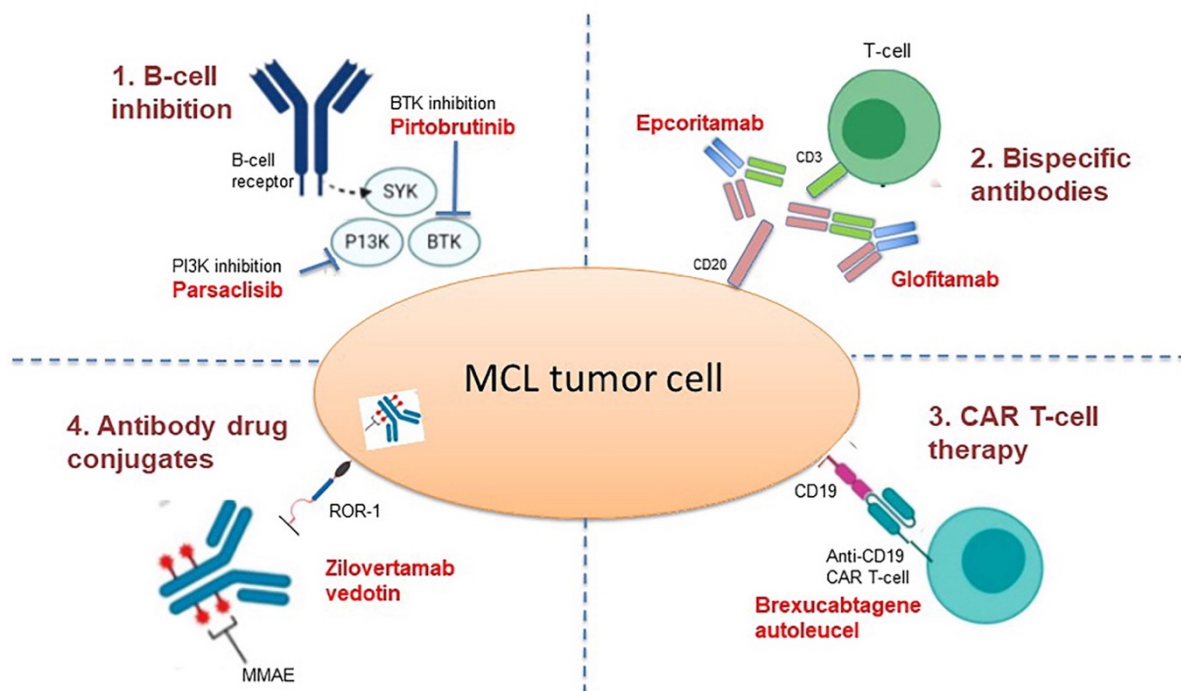 1. B-cell
inhibition
BTK inhibition
Pirtobrutinib
B-cell
receptor
SYK
P13K
BTK
PI3K inhibition
Parsaclisib
T-cell
Epcoritamab
CD3
2. Bispecific
antibodies
CD20
Glofitamab
MCL tumor cell
3. CAR T-cell
therapy
CD19
Anti-CD19
CAR T-cell
Brexucabtagene
autoleucel
4. Antibody drug
conjugates
ROR-1
Zilovertamab
vedotin
MMAE